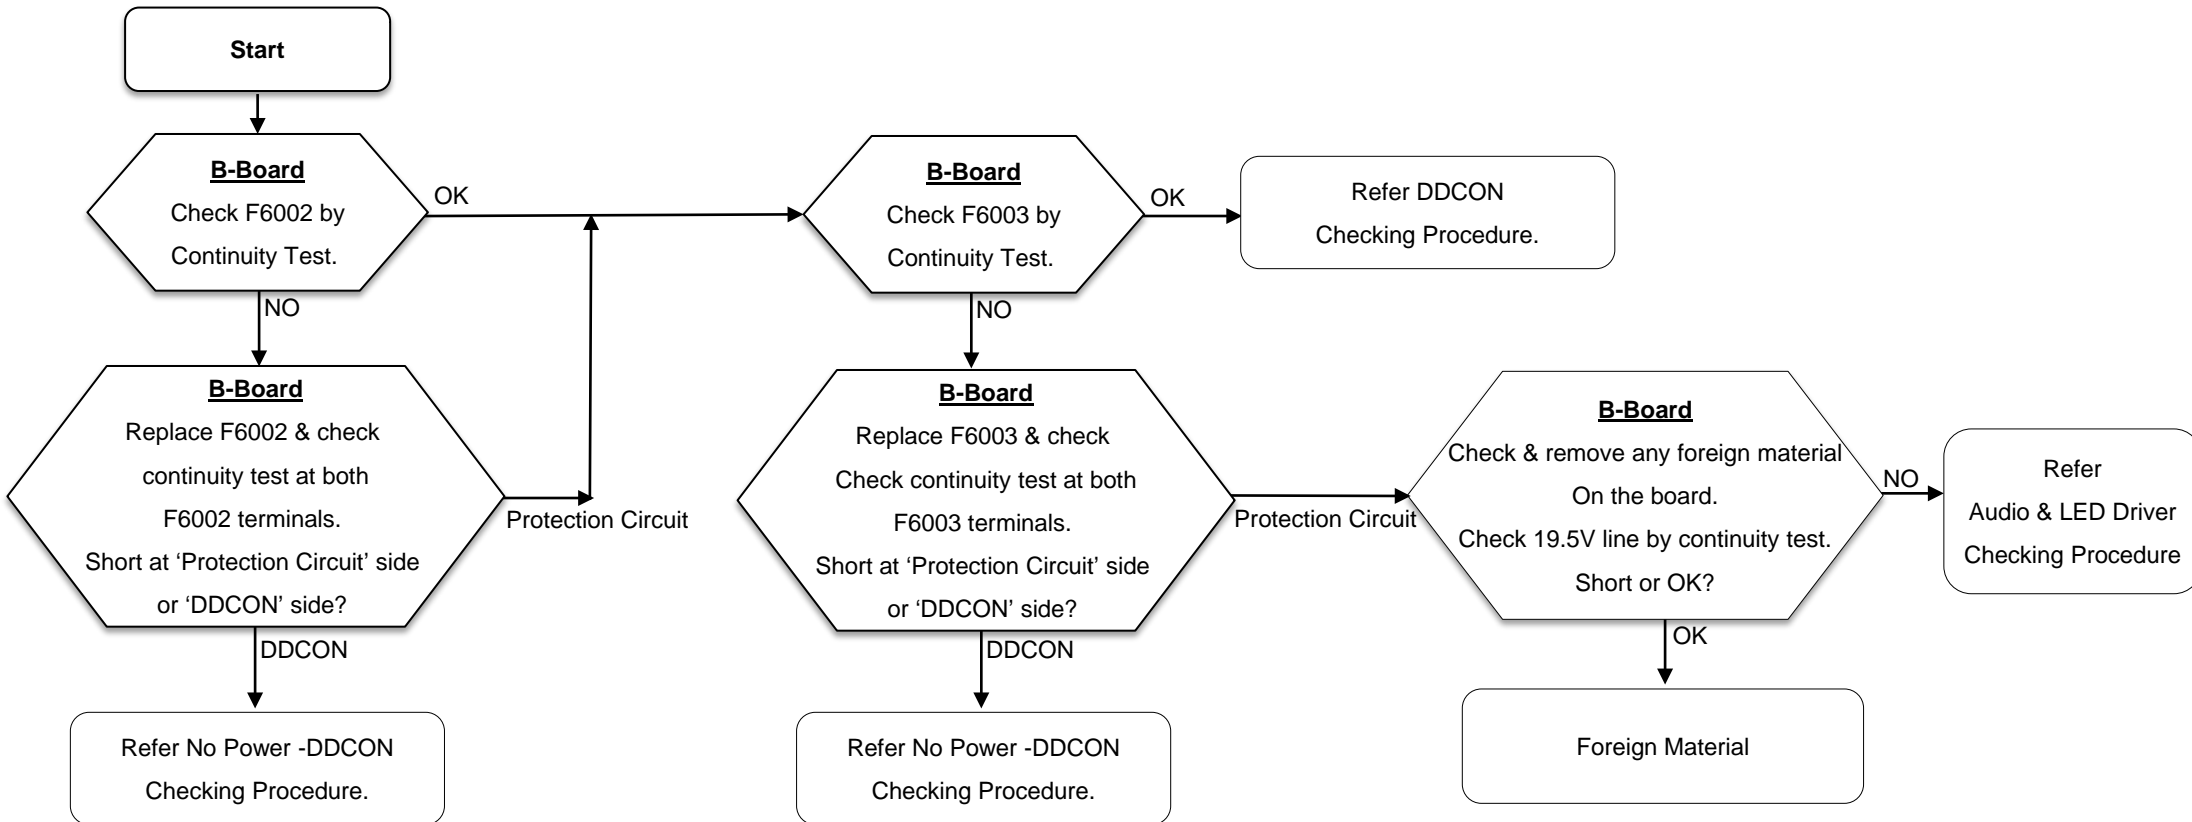 Start
B-Board
Check F6002 by
Continuity Test.
OK
NO
B-Board
Replace F6002 & check
continuity test at both
F6002 terminals.
Short at ‘Protection Circuit’ side
or ‘DDCON’ side?
Protection Circuit
DDCON
Refer No Power -DDCON
Checking Procedure.
B-Board
Check F6003 by
Continuity Test.
OK
Refer DDCON
Checking Procedure.
NO
B-Board
Replace F6003 & check
Check continuity test at both
F6003 terminals.
Short at ‘Protection Circuit’ side
or ‘DDCON’ side?
Protection Circuit
DDCON
Refer No Power -DDCON
Checking Procedure.
B-Board
Check & remove any foreign material
On the board.
Check 19.5V line by continuity test.
Short or OK?
NO
Refer
Audio & LED Driver
Checking Procedure
OK
Foreign Material